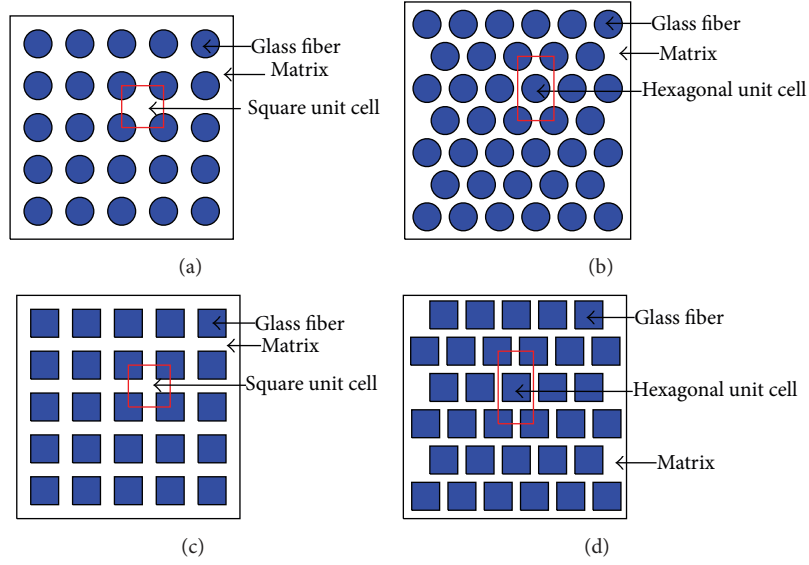 Glass fiber
Matrix
Square unit cell
(a)
Glass fiber
Matrix
Hexagonal unit cell
(b)
Glass fiber
Matrix
Square unit cell
(c)
Glass fiber
Hexagonal unit cell
Matrix
(d)